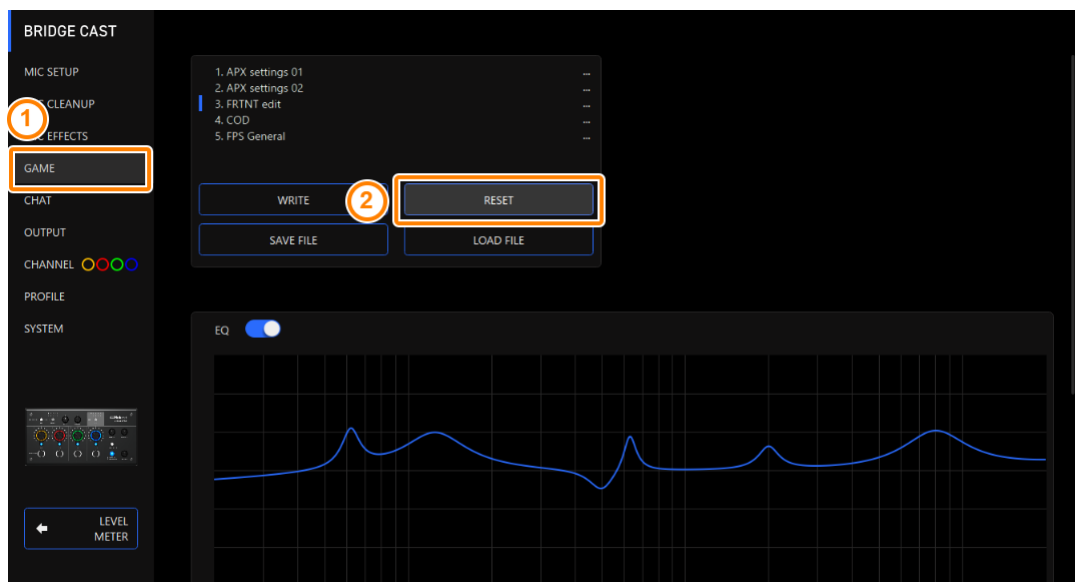 BRIDGE CAST
MIC SETUP
CLEANUP
1
EFFECTS
GAME
CHAT
OUTPUT
CHANNEL
PROFILE
SYSTEM
LEVEL
METER
1. APX settings 01 ...
2. APX settings 02 ...
3. FRTNT edit ...
4. COD ...
5. FPS General ...
WRITE
2
RESET
SAVE FILE
LOAD FILE
EQ